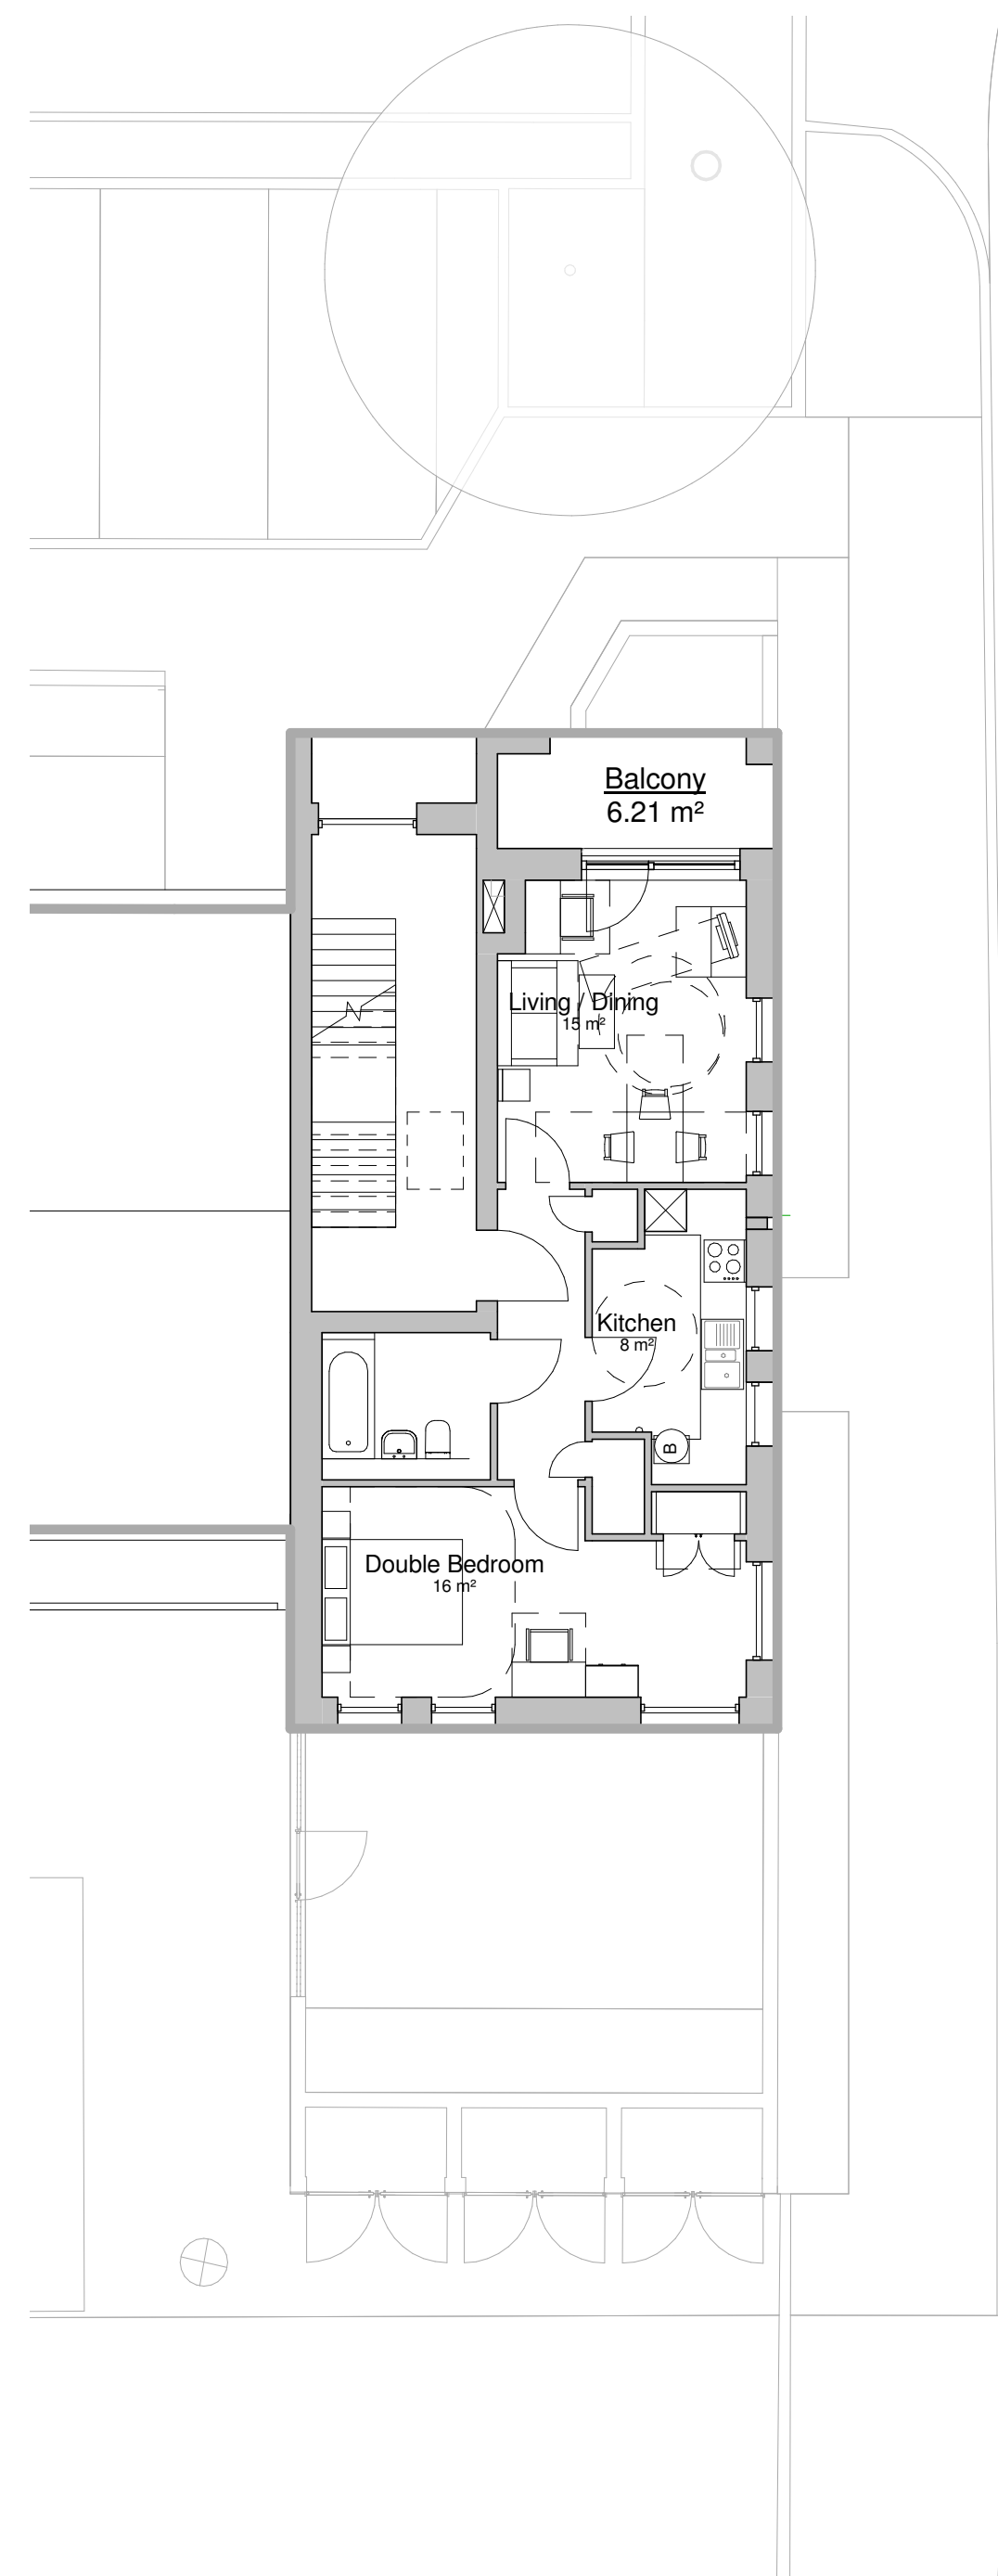 Balcony
6.21 m²
Living / Dining
15 m²
Kitchen
8 m²
B
Double Bedroom
16 m²